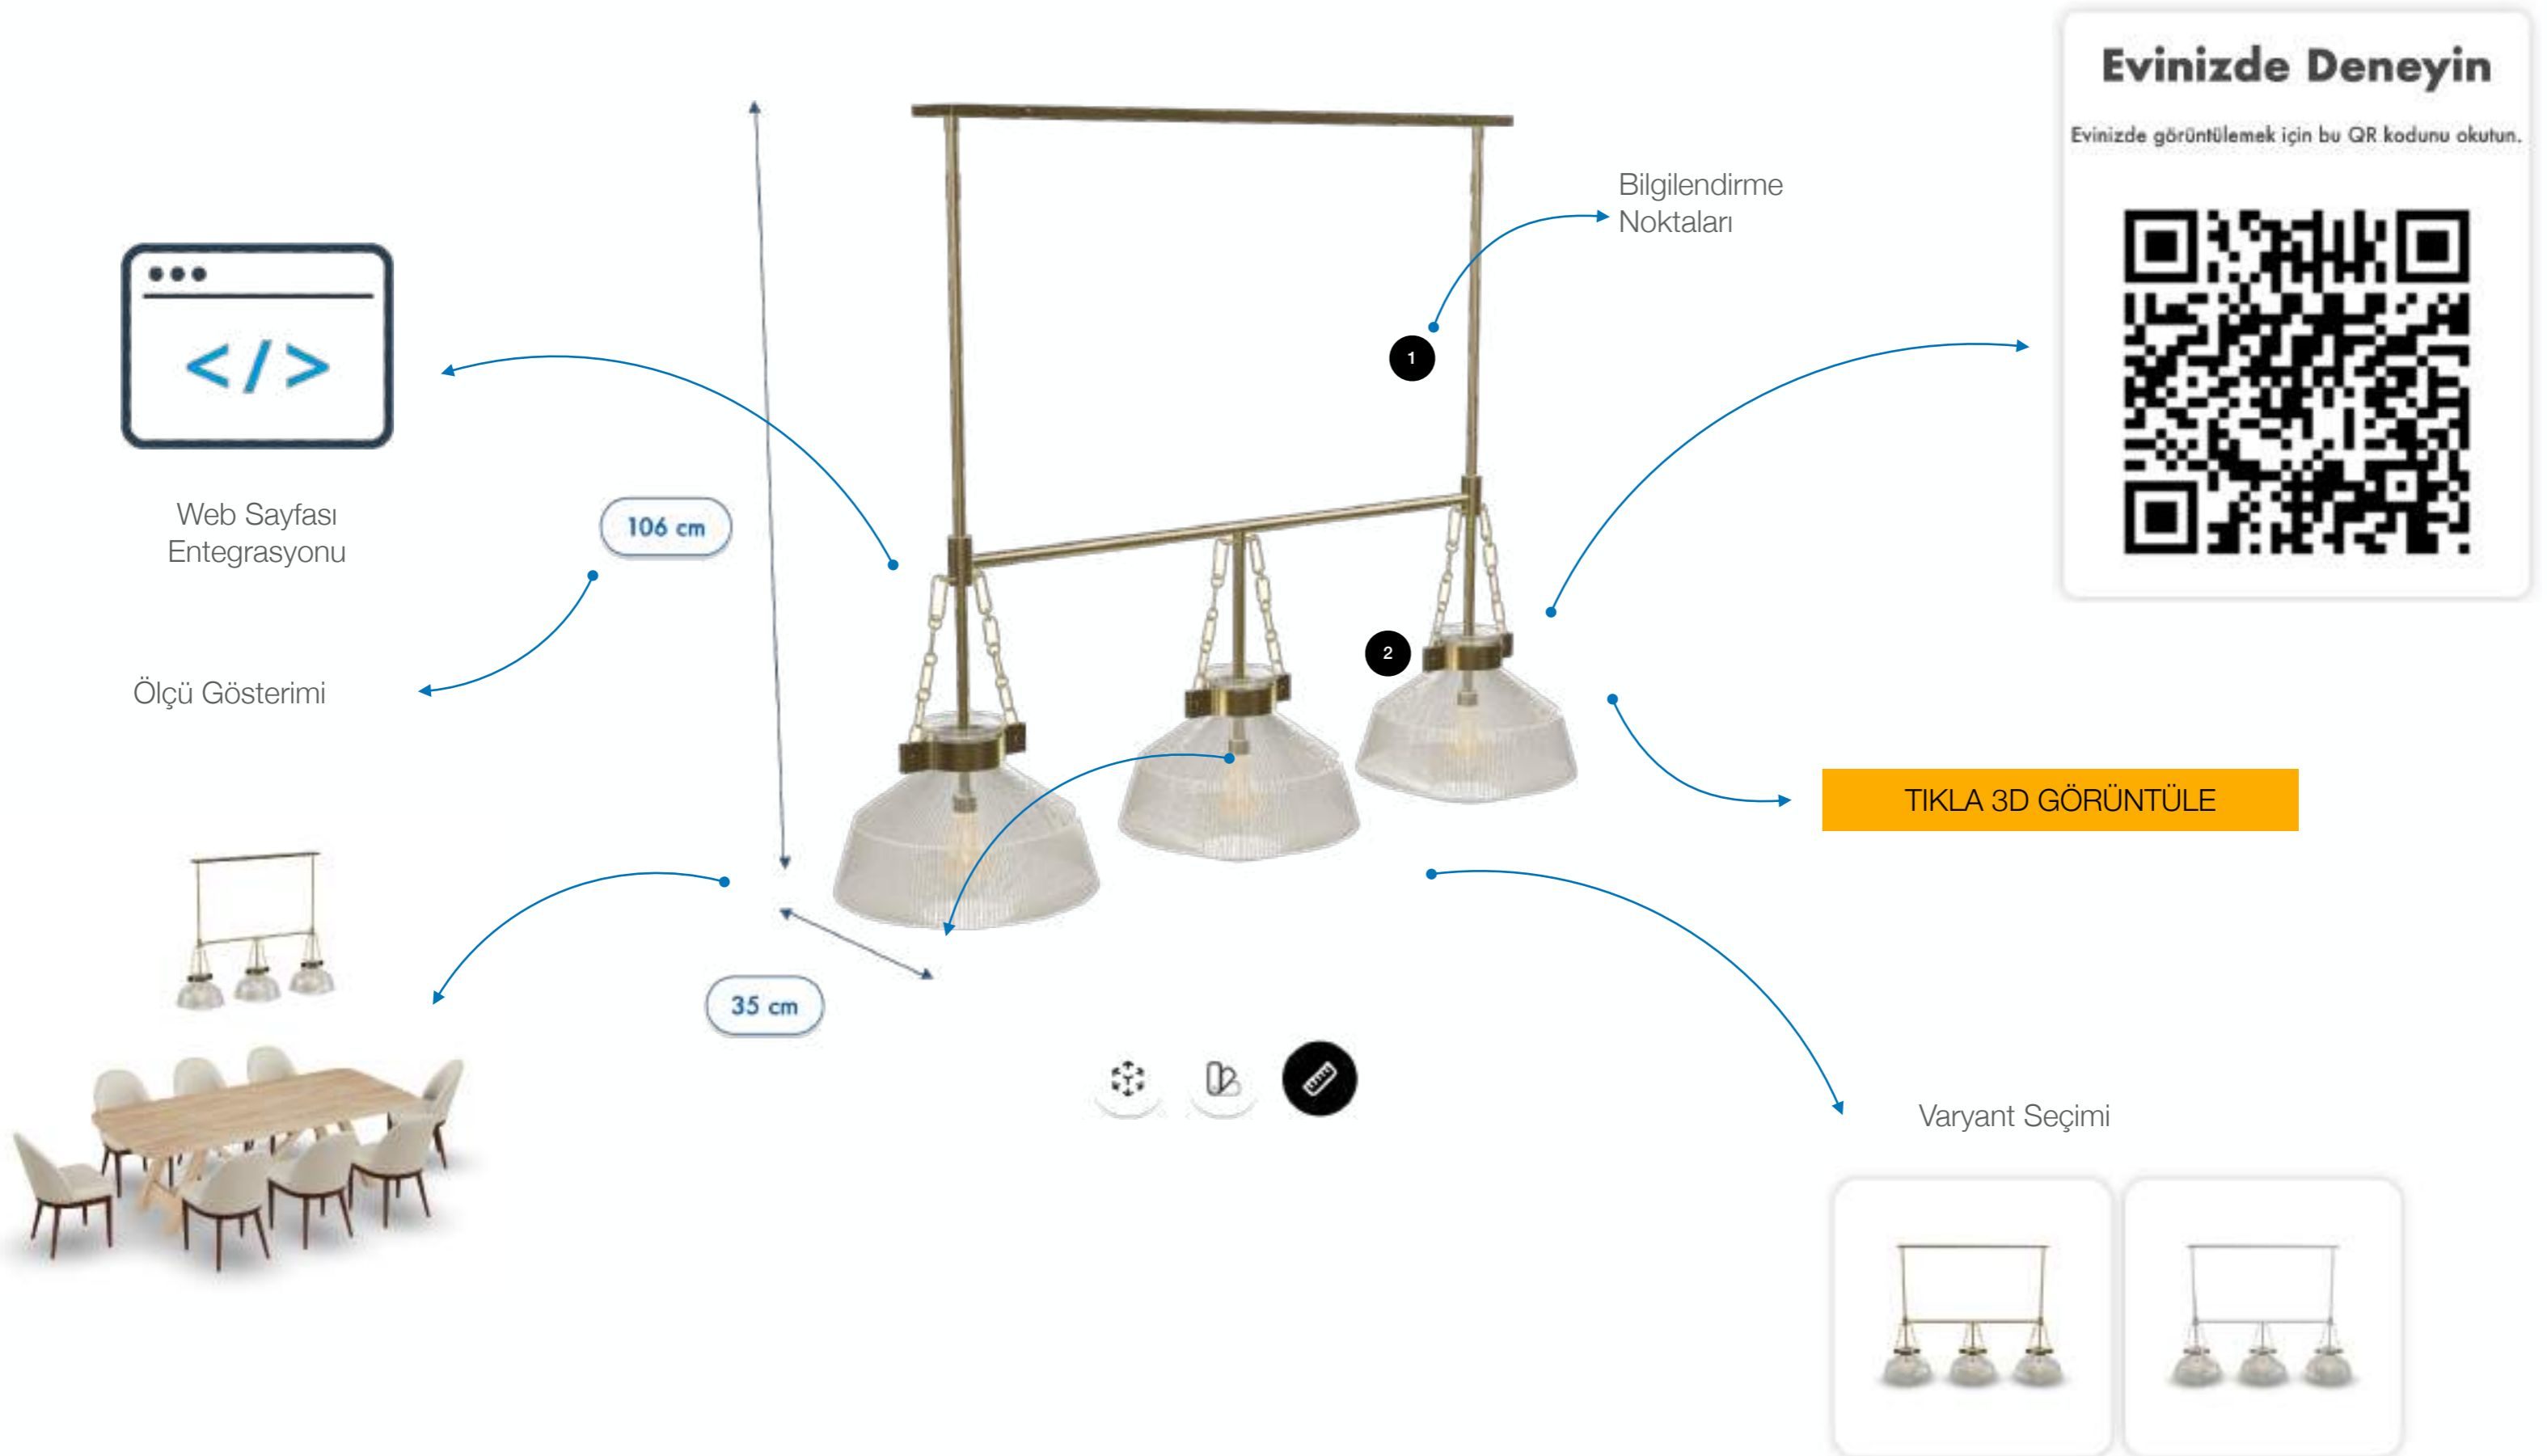 Evinizde Deneyin
Evinizde görüntülemek için bu QR kodunu okutun.
Bilgilendirme
Noktaları
</>
1
Web Sayfası
Entegrasyonu
106 cm
2
Ölçü Gösterimi
TIKLA 3D GÖRÜNTÜLE
35 cm
Varyant Seçimi